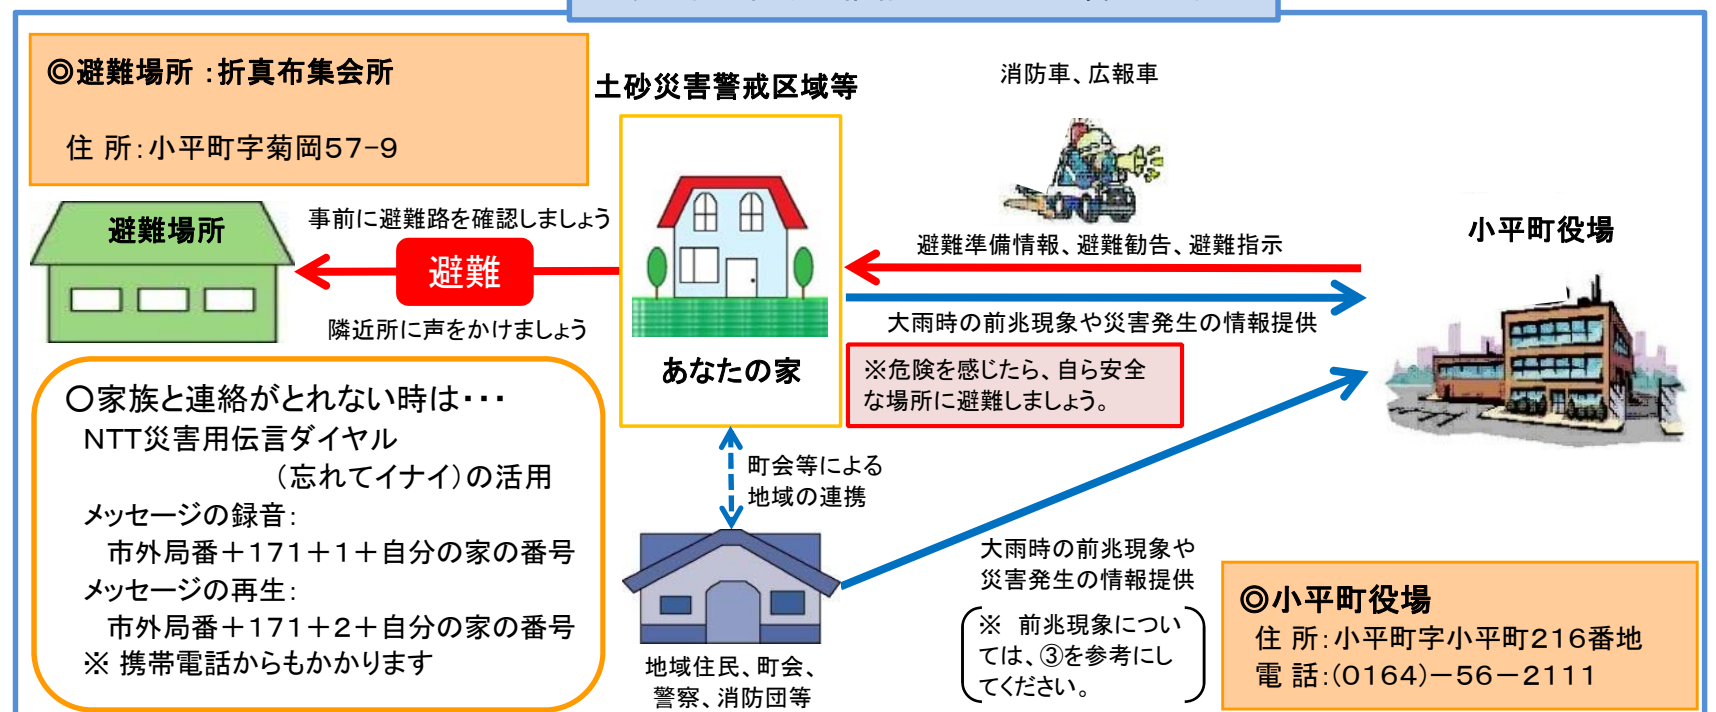 ◎避難場所：折真布集会所
住 所：小平町字菊岡57-9
土砂災害警戒区域等
消防車、広報車
避難場所
事前に避難路を確認しましょう
避難
隣近所に声をかけましょう
避難準備情報、避難勧告、避難指示
小平町役場
大雨時の前兆現象や災害発生の情報提供
あなたの家
※危険を感じたら、自ら安全
な場所に避難しましょう。
○家族と連絡がとれない時は・・・
NTT災害用伝言ダイヤル
（忘れてイナイ）の活用
メッセージの録音：
市外局番＋171＋1＋自分の家の番号
メッセージの再生：
市外局番＋171＋2＋自分の家の番号
※ 携帯電話からもかかります
町会等による
地域の連携
地域住民、町会、
警察、消防団等
大雨時の前兆現象や
災害発生の情報提供
※ 前兆現象につい
ては、③を参考にし
てください。
◎小平町役場
住 所：小平町字小平町216番地
電 話：(0164)－56－2111